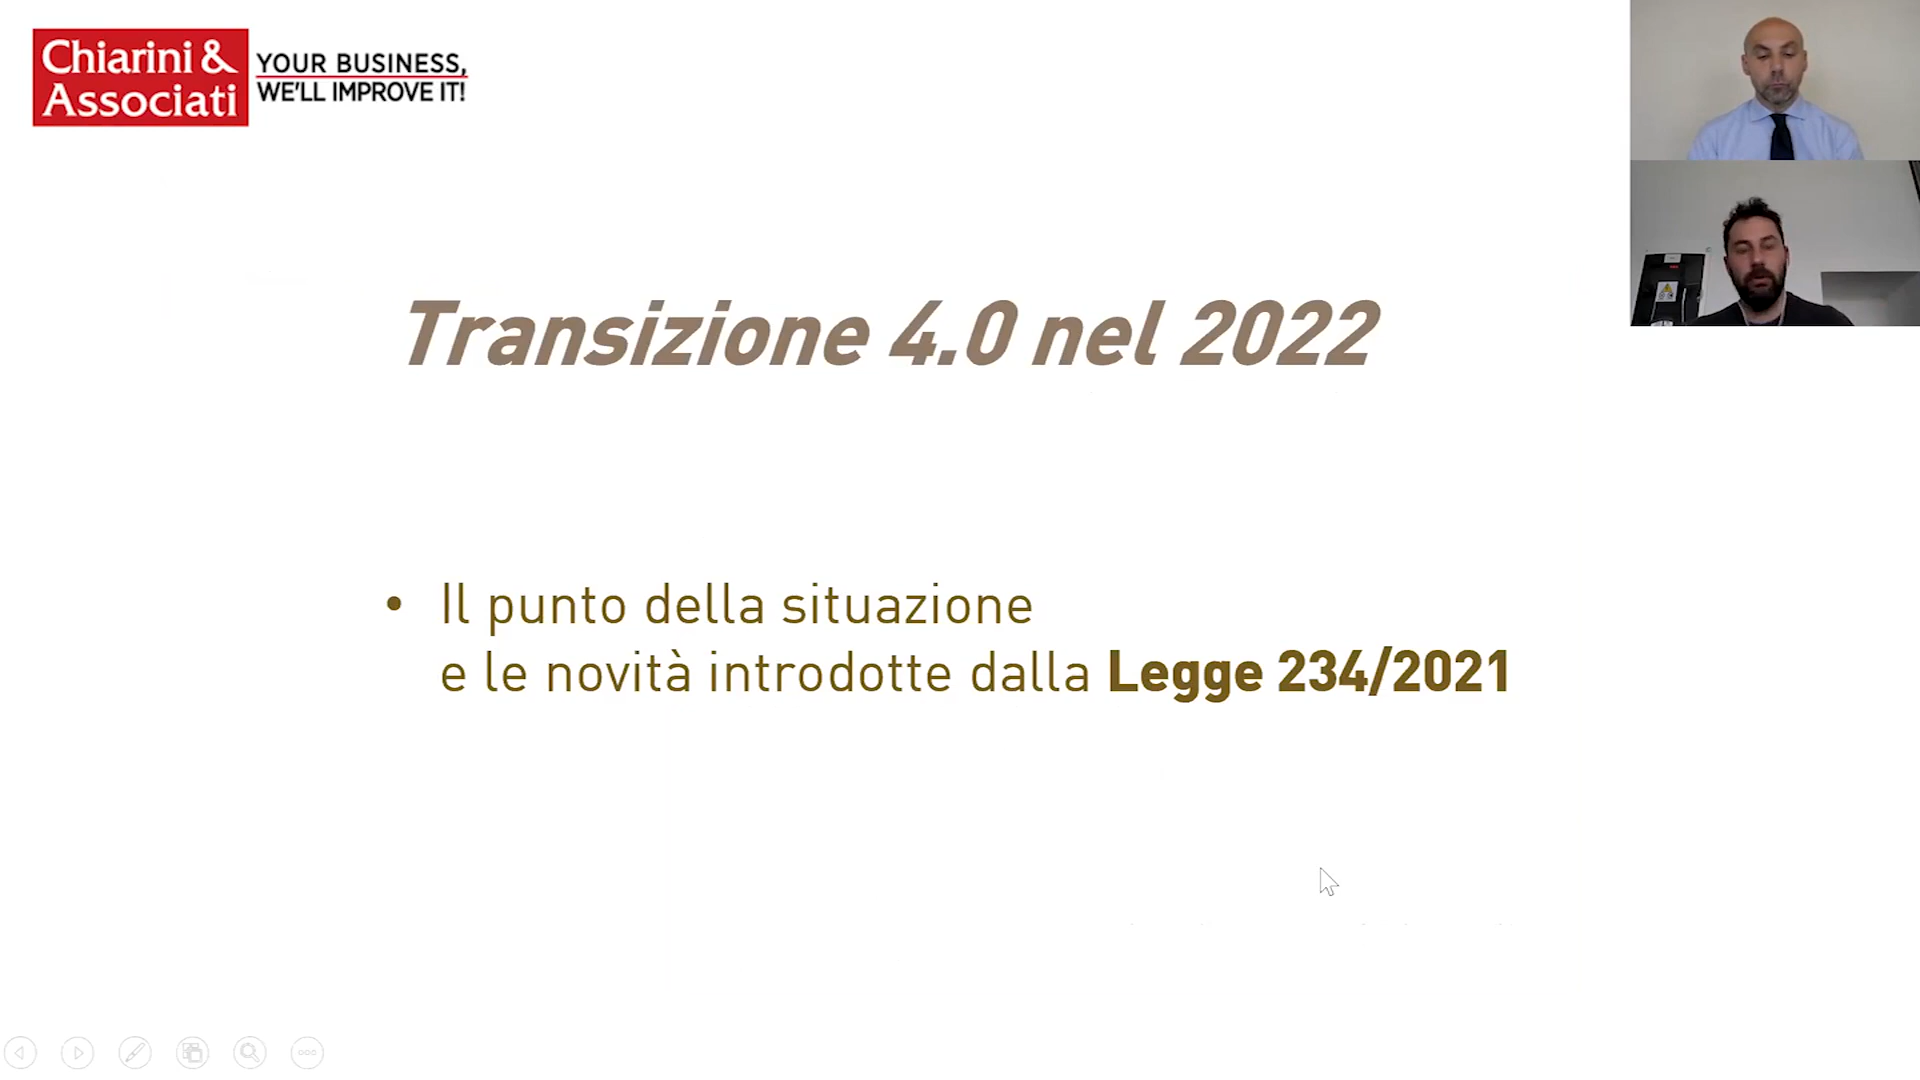 Chiarini &
Associati
YOUR BUSINESS,
WE'LL IMPROVE IT!
Transizione 4.0 nel 2022
• Il punto della situazione
e le novità introdotte dalla Legge 234/2021